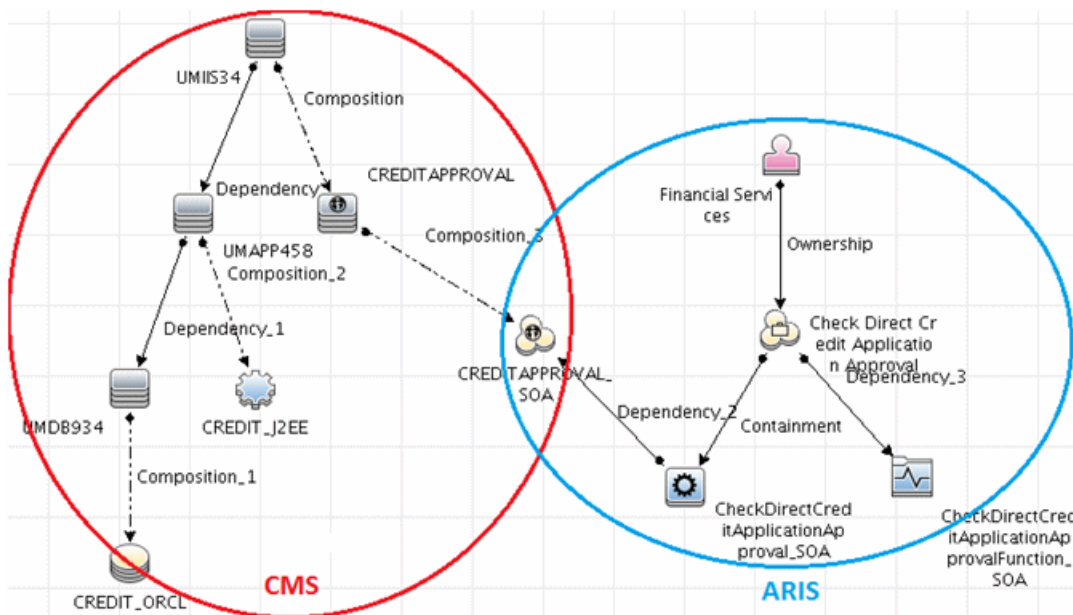 UMIIS34
Composition
CREDITAPPROVAL
Dependency
UMAPP458
Composition_2
Composition_3
Dependency_1
UMDB934
CREDIT_J2EE
Composition_1
CREDIT_ORCL
CMS
CREDITAPPROVAL_
SOA
Financial Servi
ces
Ownership
Check Direct Cr
edit Applicatio
n Approval
Dependency_3
Dependency_2
Containment
CheckDirectCred
itApplicationAp
proval_SOA
CheckDirectCred
itApplicationAp
provalFunction_
SOA
ARIS